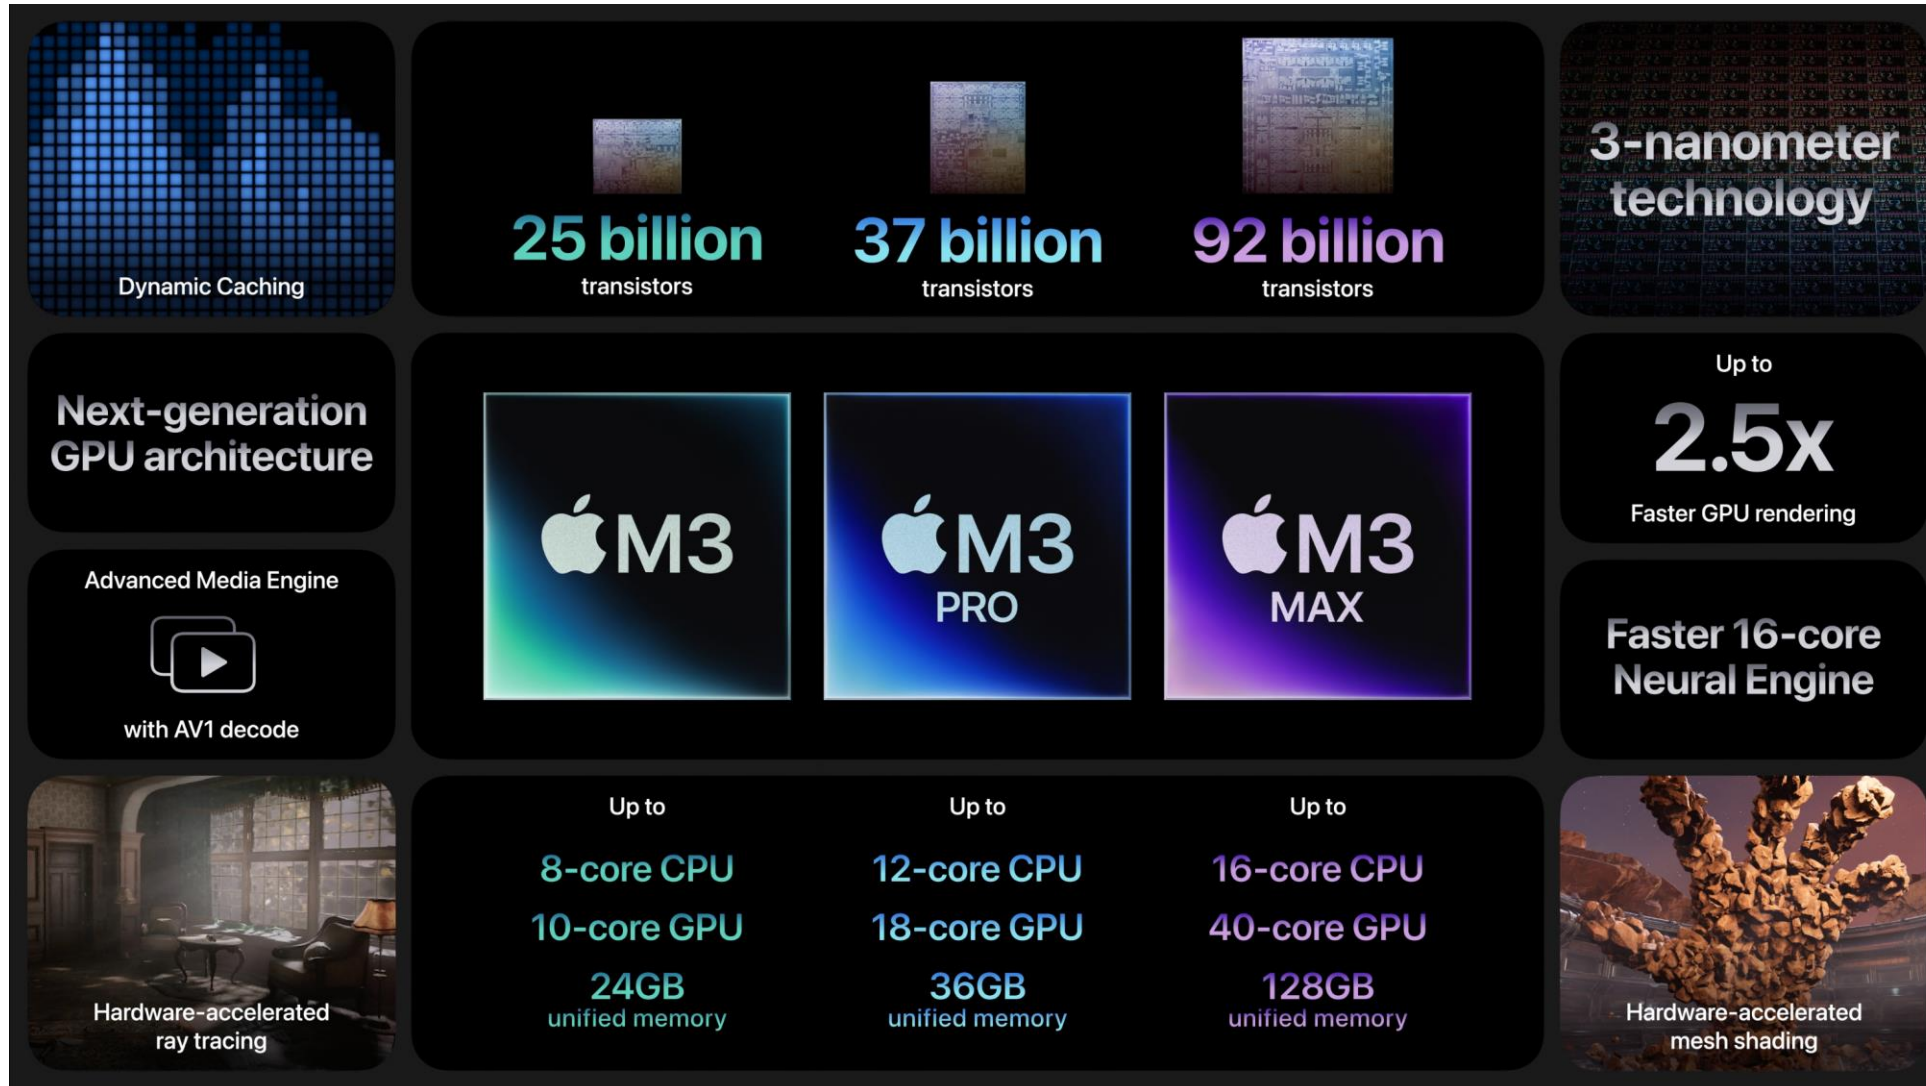 Dynamic Caching
25 billion
transistors
37 billion
transistors
92 billion
transistors
3-nanometer
technology
Next-generation
GPU architecture
M3
M3
PRO
M3
MAX
Up to
2.5x
Faster GPU rendering
Advanced Media Engine
with AV1 decode
Faster 16-core
Neural Engine
Hardware-accelerated
ray tracing
Up to
8-core CPU
10-core GPU
24GB
unified memory
Up to
12-core CPU
18-core GPU
36GB
unified memory
Up to
16-core CPU
40-core GPU
128GB
unified memory
Hardware-accelerated
mesh shading